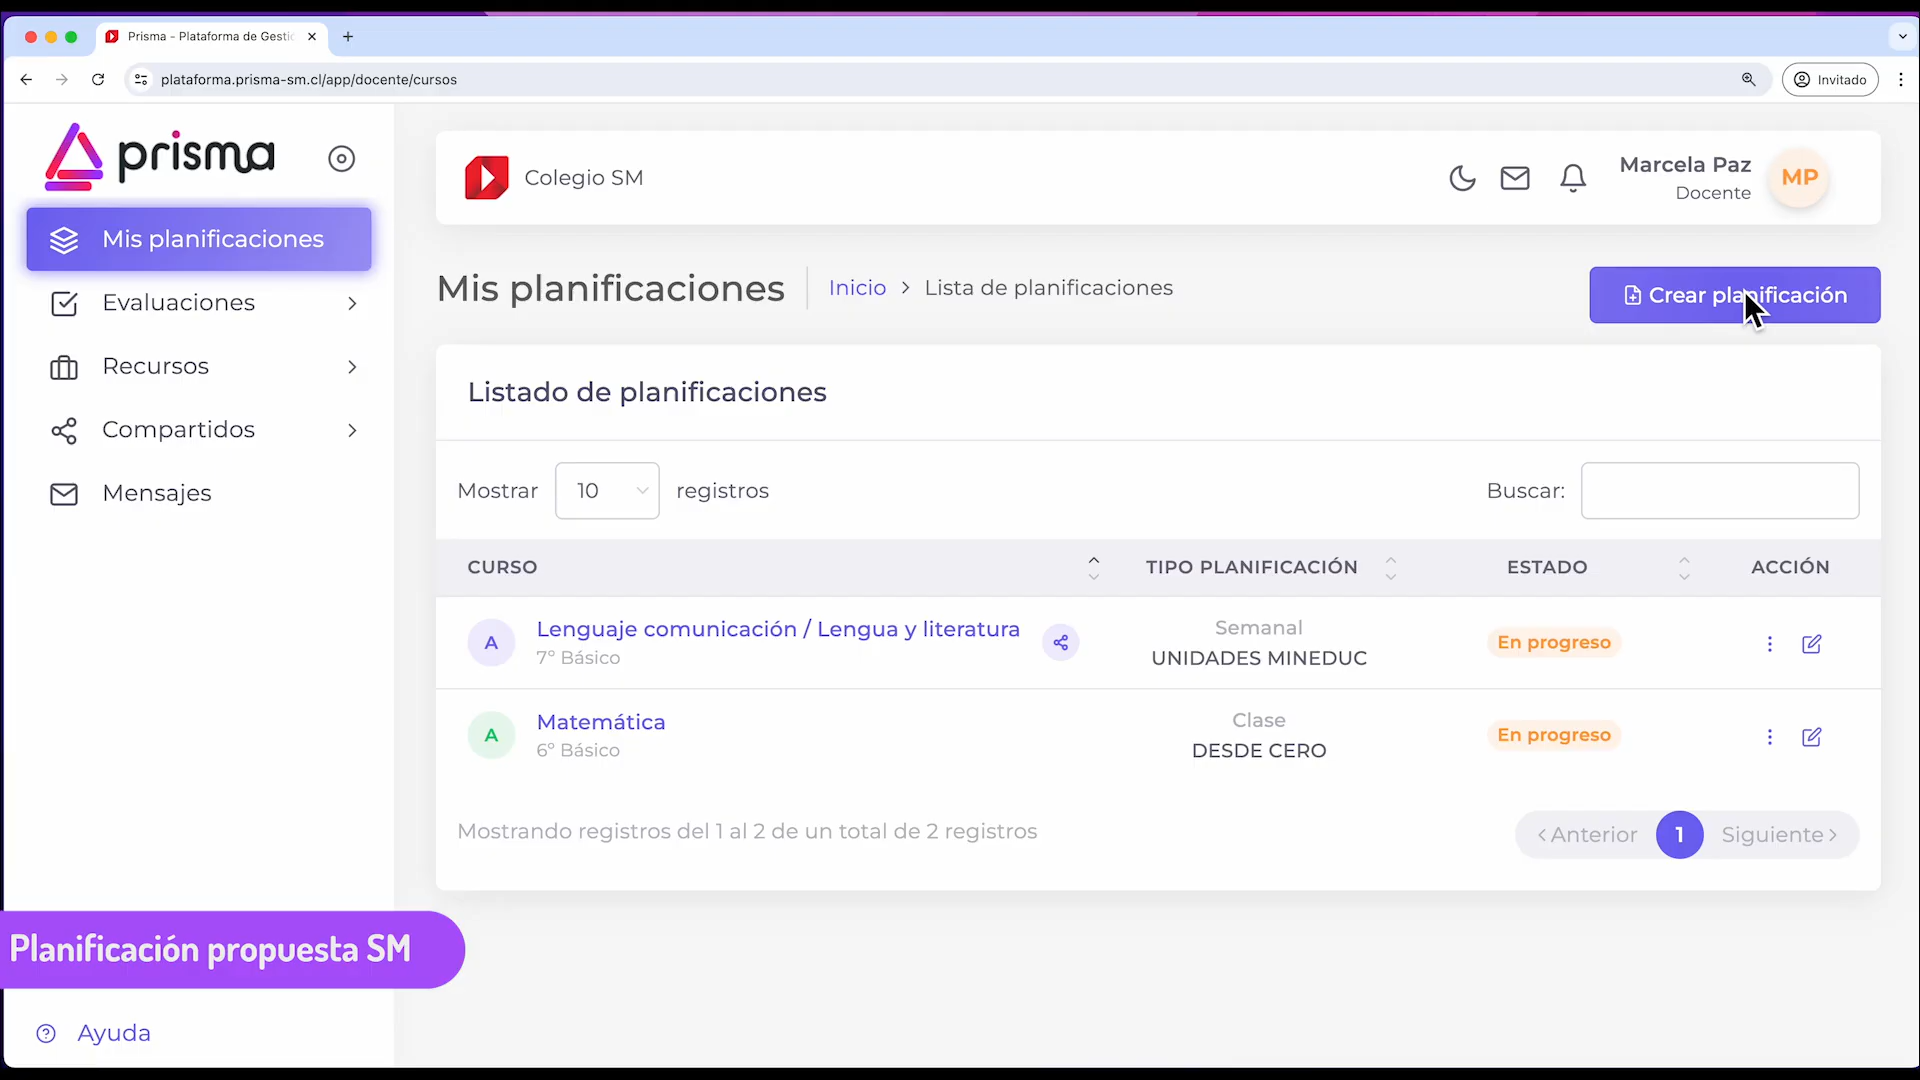 Prisma - Plataforma de Gesti
plataforma.prisma-sm.cl/app/docente/cursos
Invitado
prisma
Colegio SM
Marcela Paz
Docente
MP
Mis planificaciones
Evaluaciones
Recursos
Compartidos
Mensajes
Mis planificaciones
Inicio > Lista de planificaciones
Crear planificación
Listado de planificaciones
Mostrar 10 registros
Buscar:
CURSO TIPO PLANIFICACIÓN ESTADO ACCIÓN
A Lenguaje comunicación / Lengua y literatura
7º Básico
Semanal
UNIDADES MINEDUC
En progreso
A Matemática
6º Básico
Clase
DESDE CERO
En progreso
Mostrando registros del 1 al 2 de un total de 2 registros
‹ Anterior 1 Siguiente ›
Planificación propuesta SM
Ayuda